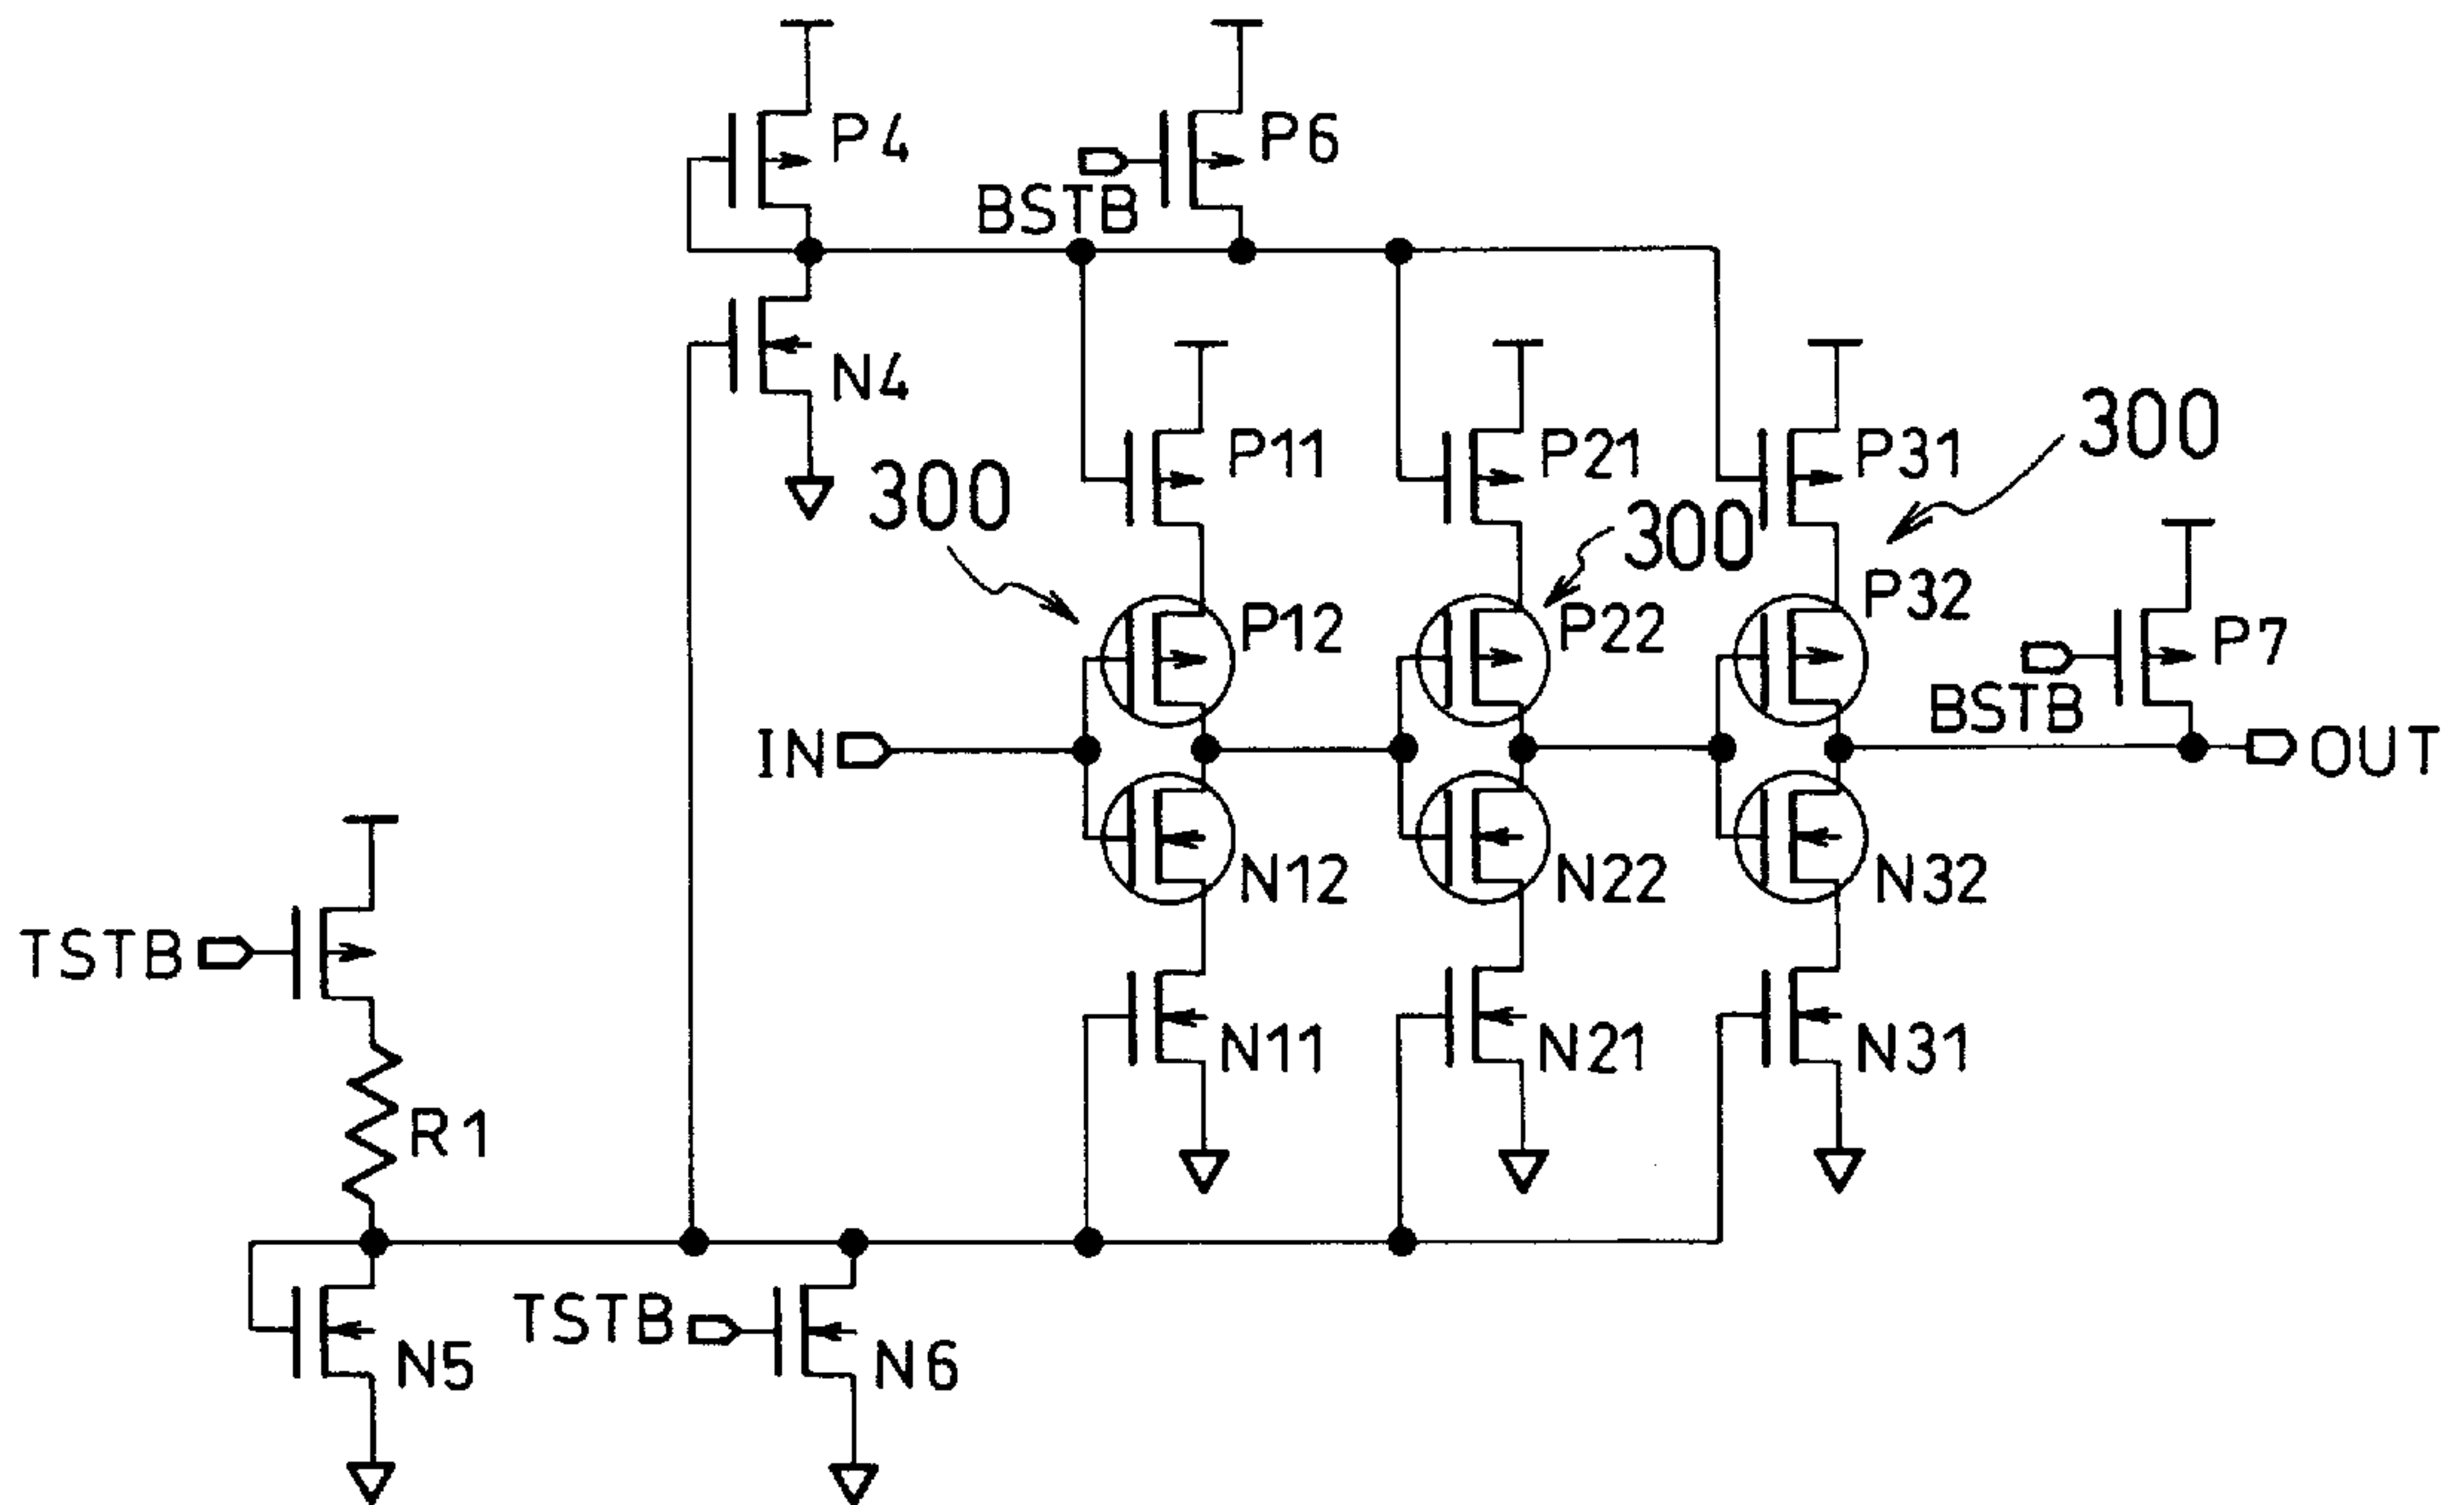 P4
P6
BSTB
N4
P11
P21
P31
300
300
300
P12
P22
P32
P7
BSTB
IN
OUT
N12
N22
N32
TSTB
N11
N21
N31
R1
TSTB
N5
N6